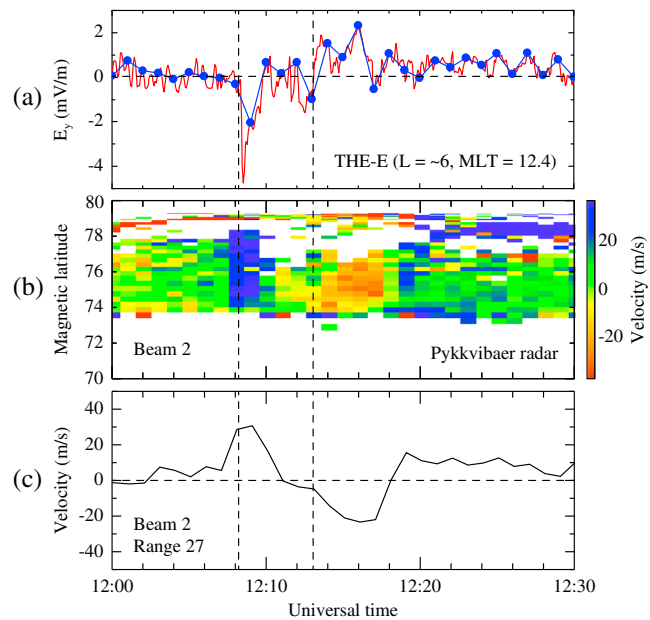 (a)
E_y (mV/m)
2
0
-2
-4
THE-E (L = ~6, MLT = 12.4)
(b)
Magnetic latitude
80
78
76
74
72
70
Beam 2
Pykkvibaer radar
20
0
-20
Velocity (m/s)
(c)
Velocity (m/s)
40
20
0
-20
-40
Beam 2
Range 27
12:00
12:10
12:20
12:30
Universal time